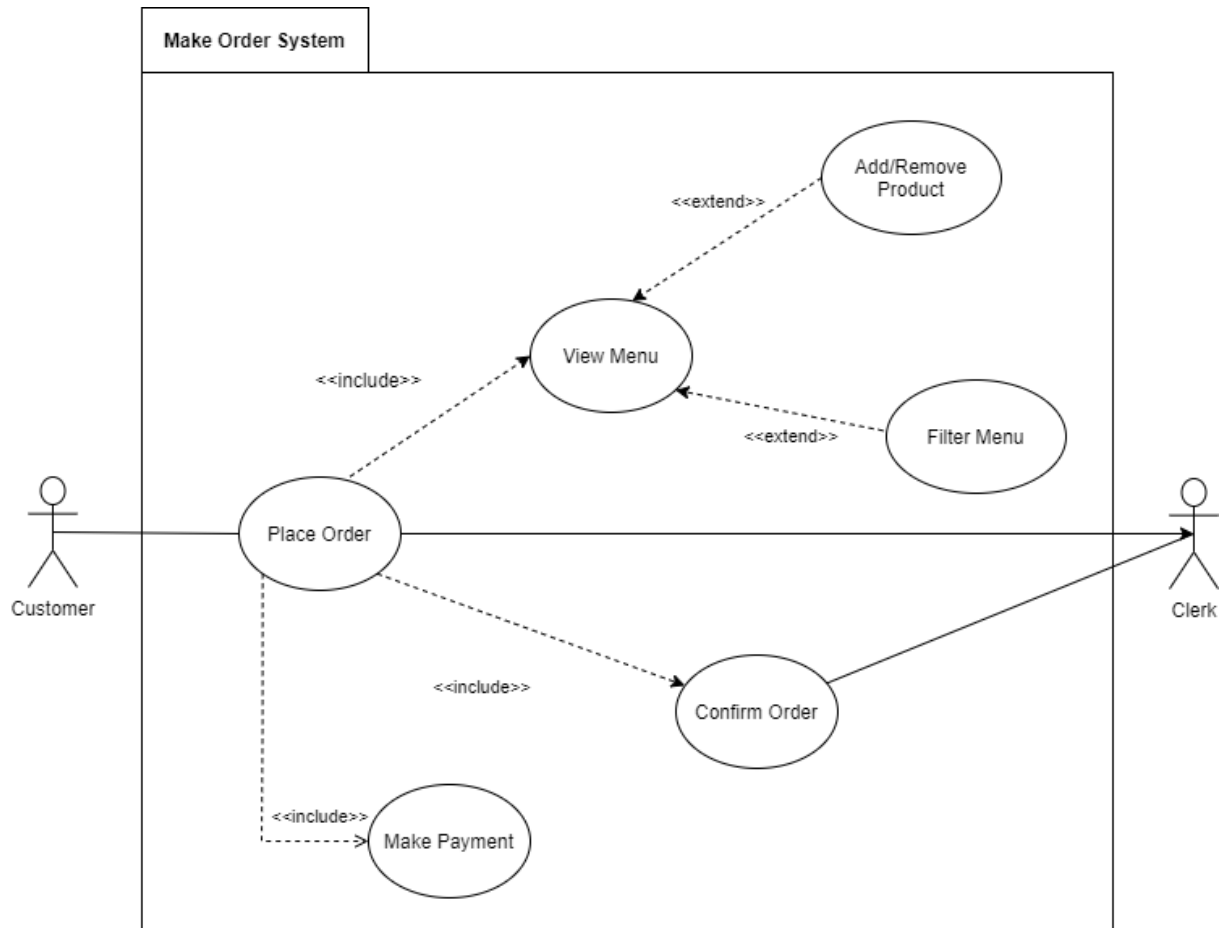 Make Order System
Add/Remove
Product
<<extend>>
View Menu
<<include>>
<<extend>>
Filter Menu
Place Order
Customer
Clerk
<<include>>
Confirm Order
<<include>>
Make Payment